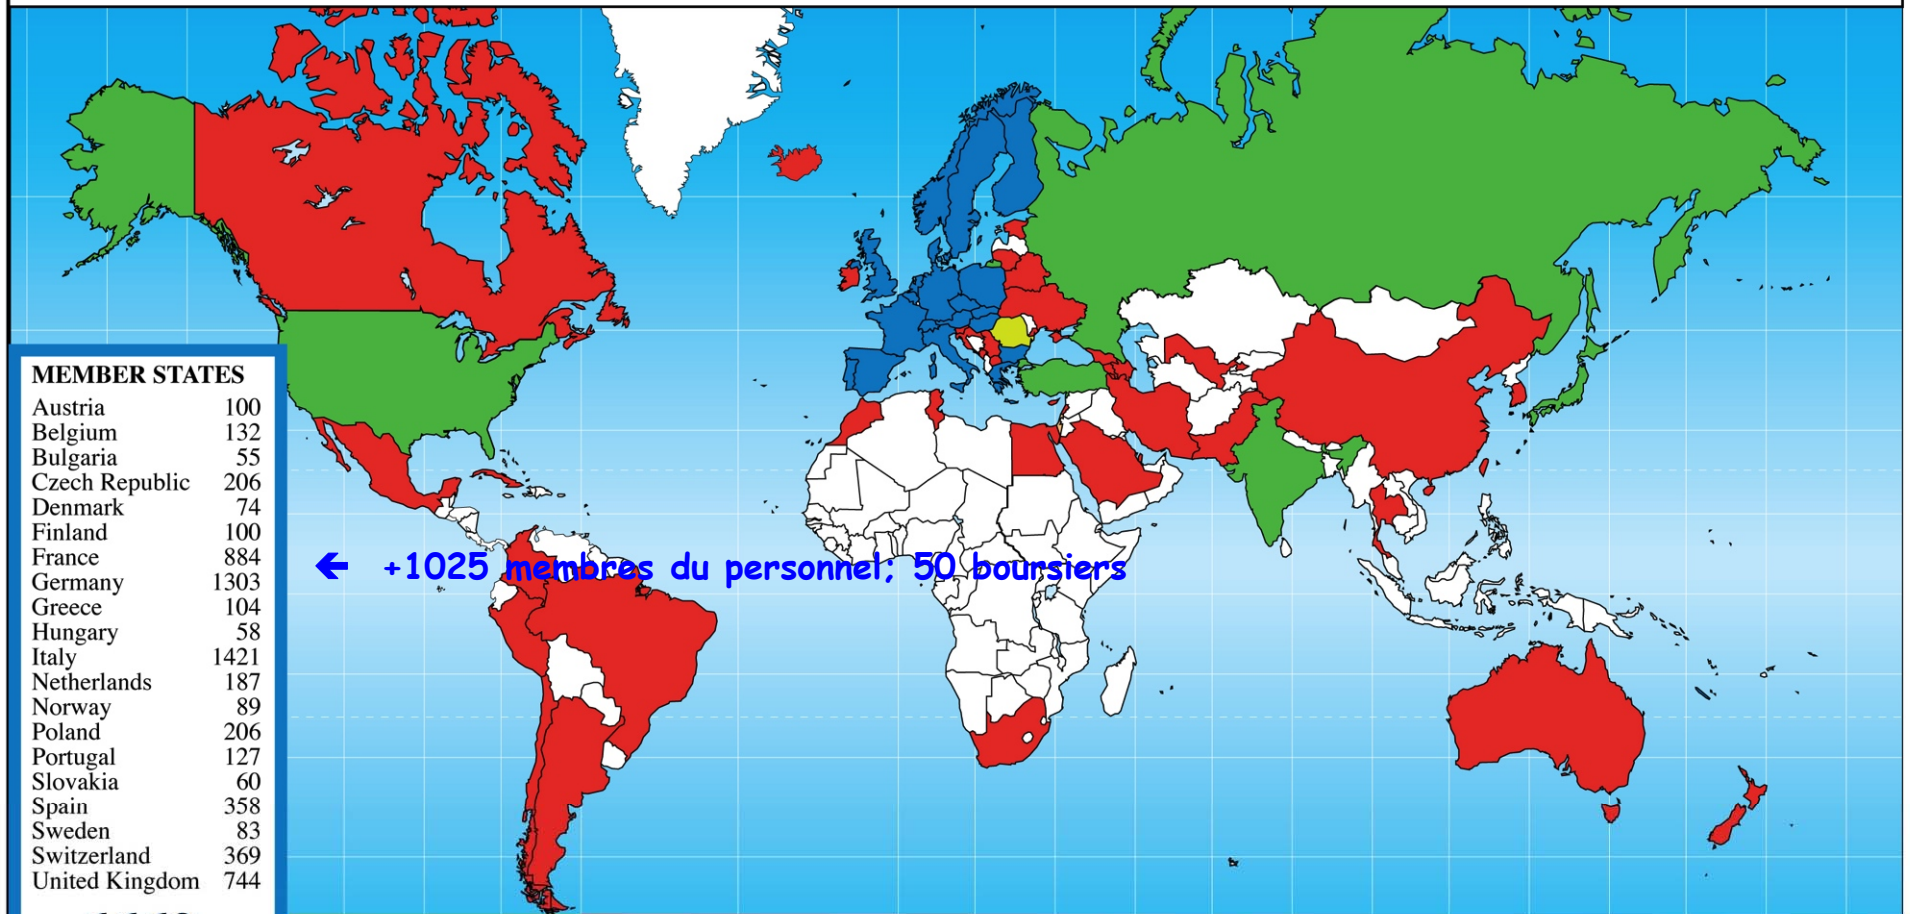 MEMBER STATES
Austria 100
Belgium 132
Bulgaria 55
Czech Republic 206
Denmark 74
Finland 100
France 884
Germany 1303
Greece 104
Hungary 58
Italy 1421
Netherlands 187
Norway 89
Poland 206
Portugal 127
Slovakia 60
Spain 358
Sweden 83
Switzerland 369
United Kingdom 744
← +1025 membres du personnel; 50 boursiers